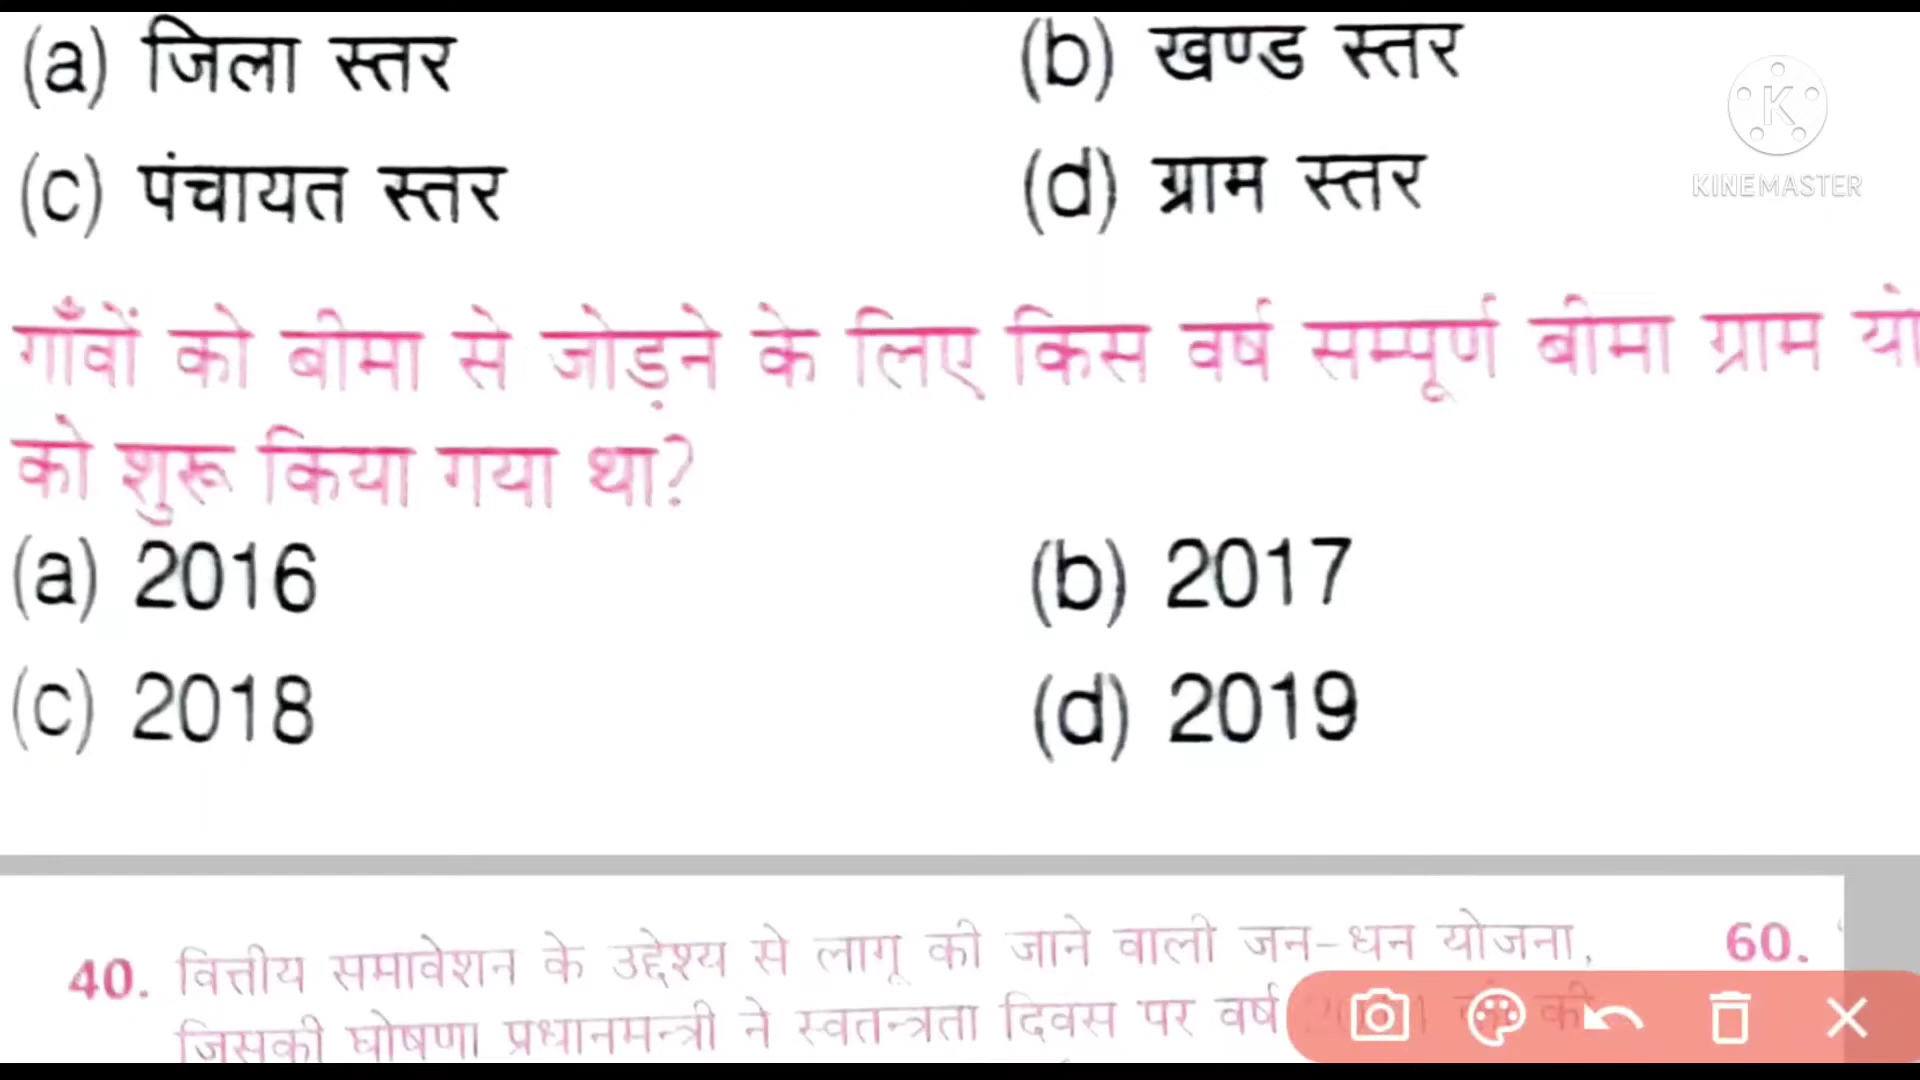 (a) जिला स्तर (b) खण्ड स्तर
(c) पंचायत स्तर (d) ग्राम स्तर
KINEMASTER
गाँवों को बीमा से जोड़ने के लिए किस वर्ष सम्पूर्ण बीमा ग्राम यो
को शुरू किया गया था?
(a) 2016 (b) 2017
(c) 2018 (d) 2019
40. वित्तीय समावेशन के उद्देश्य से लागू की जाने वाली जन-धन योजना, 60.
जिसकी घोषणा प्रधानमन्त्री ने स्वतन्त्रता दिवस पर वर्ष